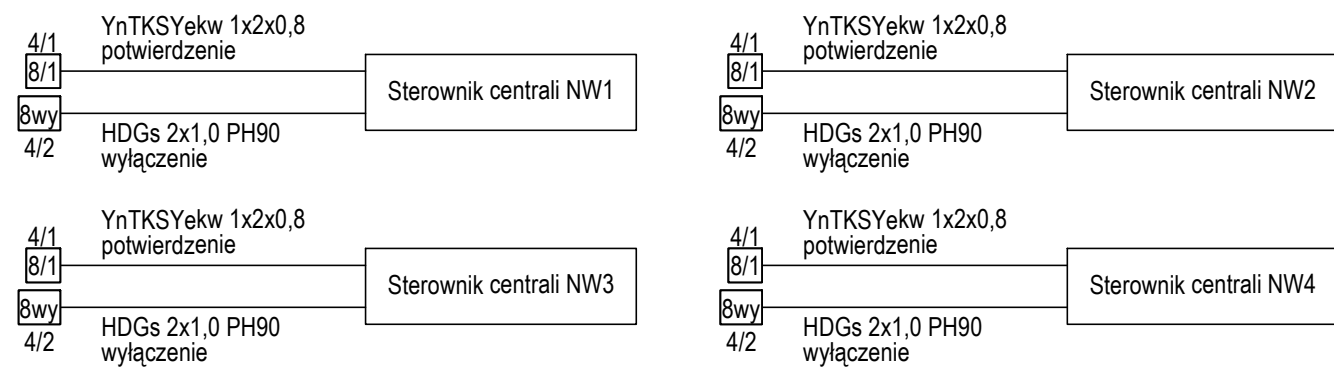 4/1
YnTKSYekw 1x2x0,8
potwierdzenie
8/1
Sterownik centrali NW1
8wy
4/2
HDGs 2x1,0 PH90
wyłączenie
4/1
YnTKSYekw 1x2x0,8
potwierdzenie
8/1
Sterownik centrali NW2
8wy
4/2
HDGs 2x1,0 PH90
wyłączenie
4/1
YnTKSYekw 1x2x0,8
potwierdzenie
8/1
Sterownik centrali NW3
8wy
4/2
HDGs 2x1,0 PH90
wyłączenie
4/1
YnTKSYekw 1x2x0,8
potwierdzenie
8/1
Sterownik centrali NW4
8wy
4/2
HDGs 2x1,0 PH90
wyłączenie